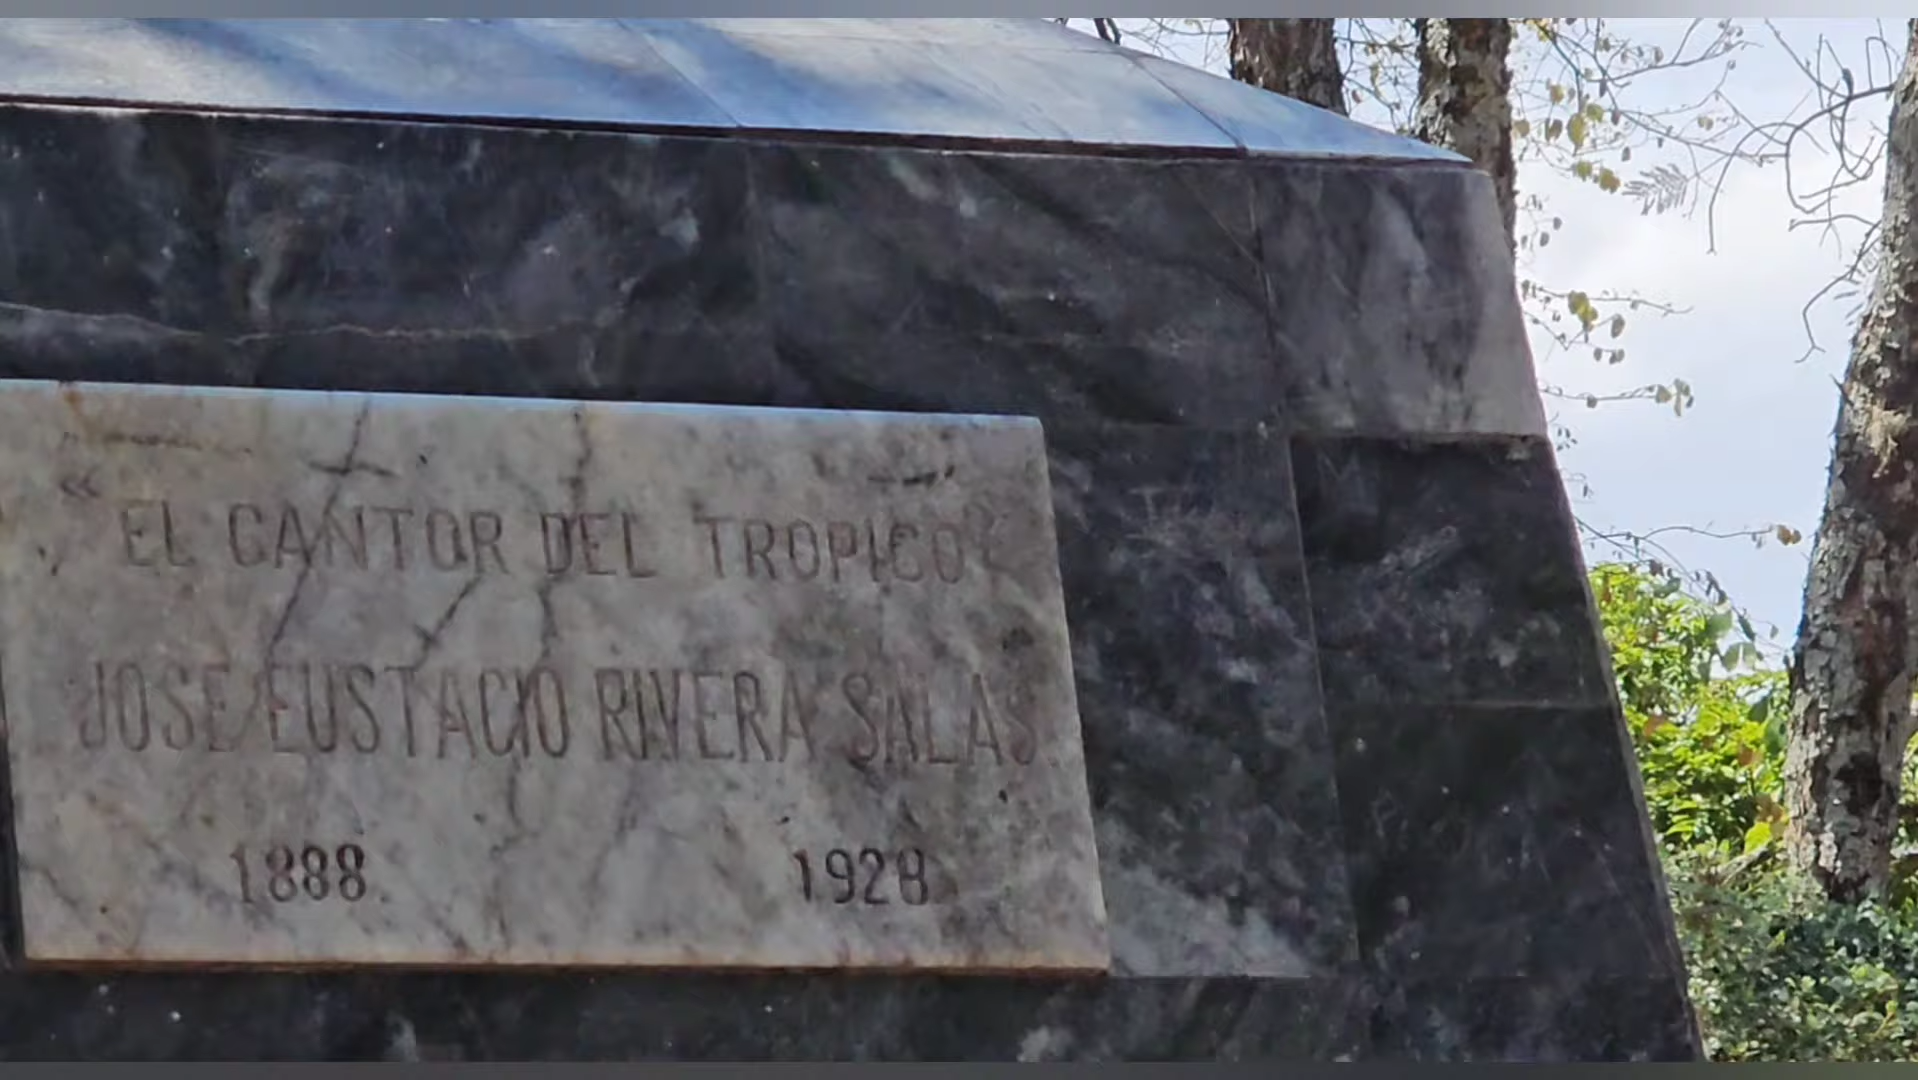 « EL CANTOR DEL TROPICO”
JOSE EUSTACIO RIVERA SALAS.
1888 1928